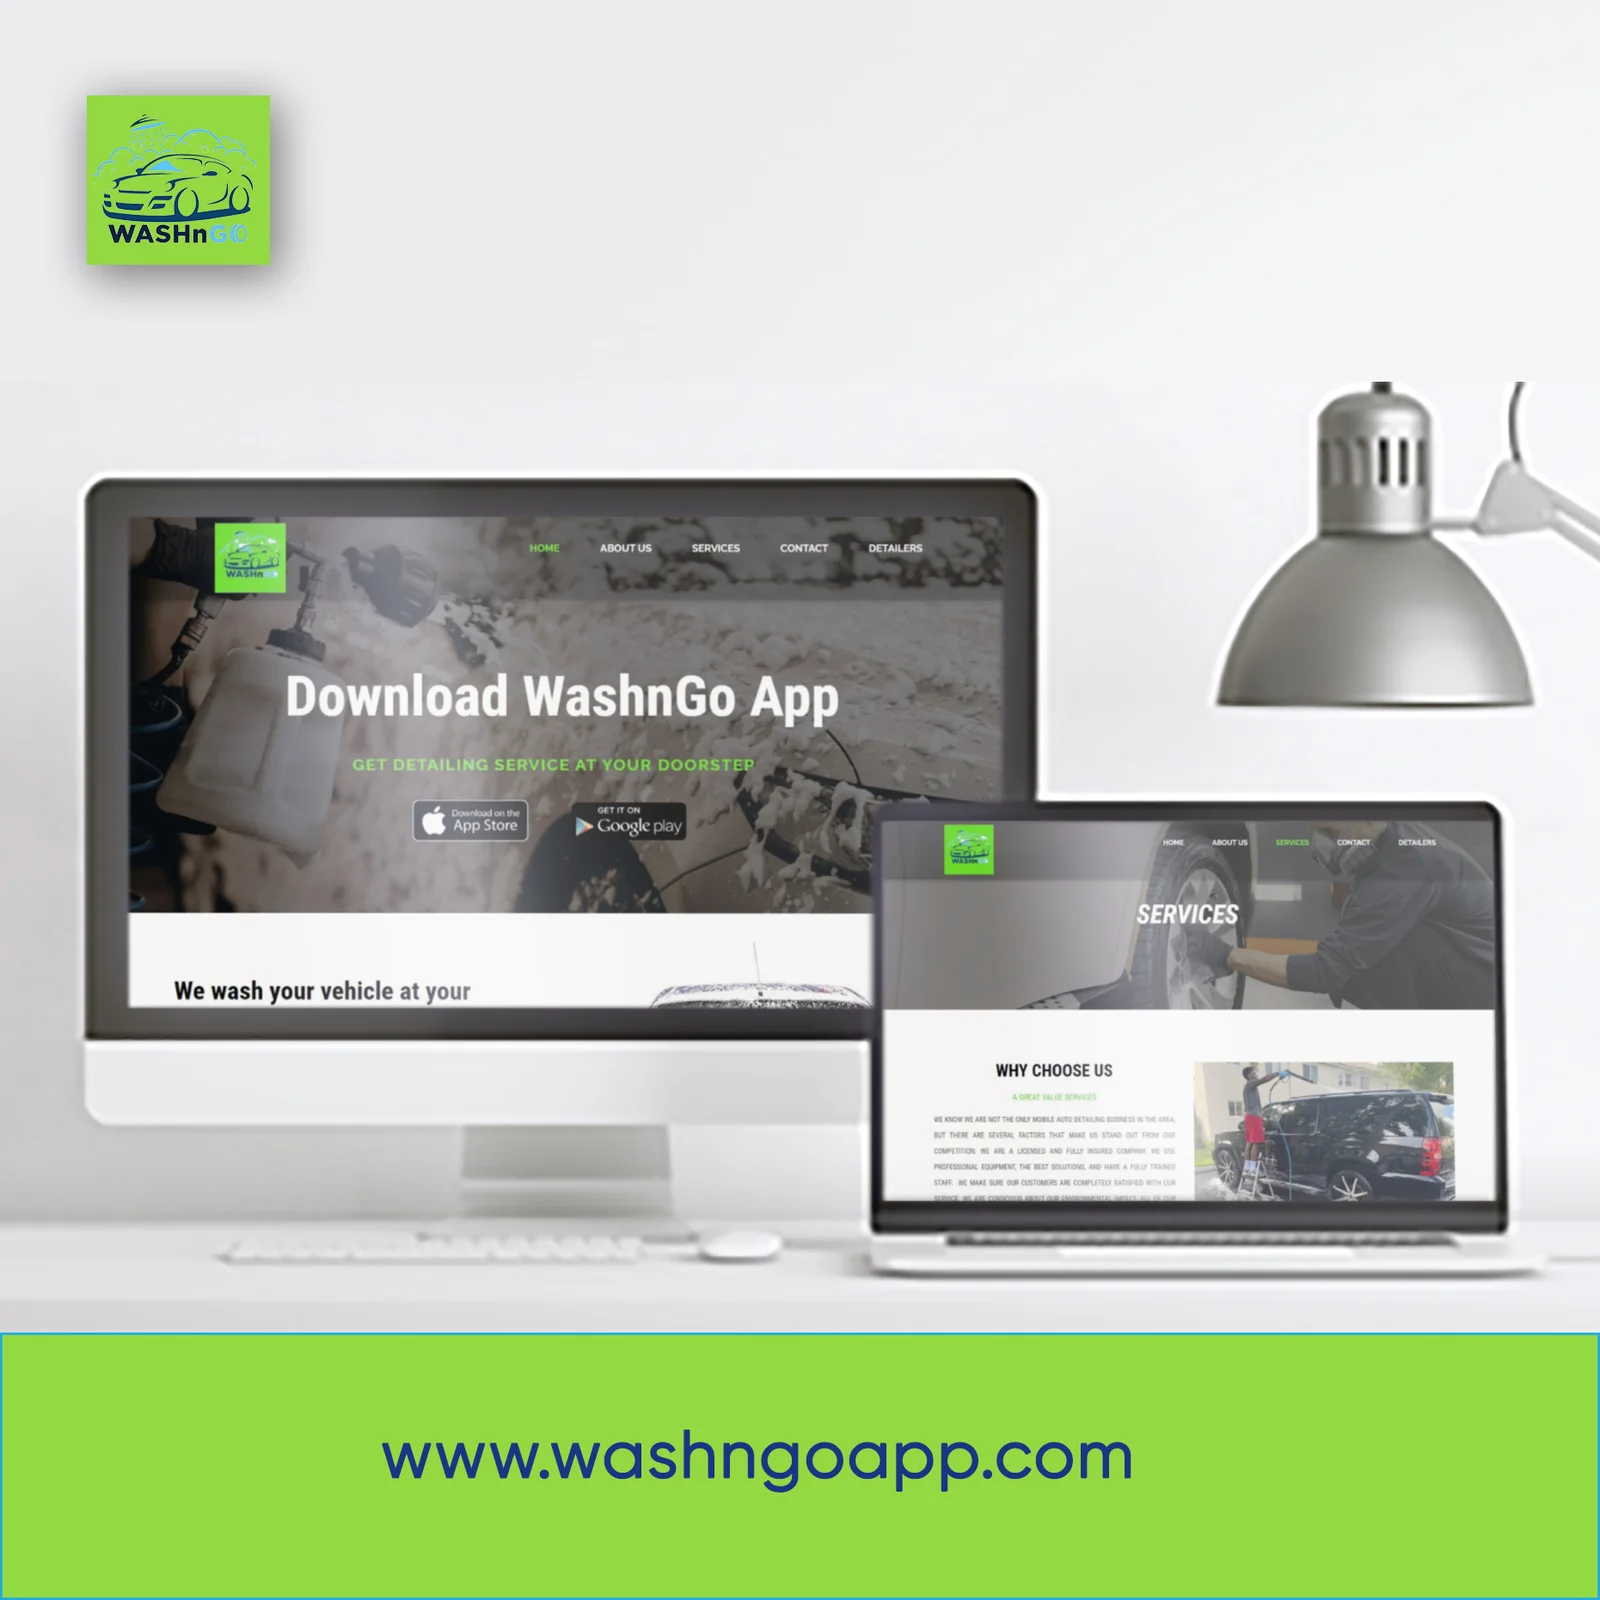 WASHnGO
WASHn
HOME ABOUT US SERVICES CONTACT DETAILERS
Download WashnGo App
GET DETAILING SERVICE AT YOUR DOORSTEP
Download on the
App Store
GET IT ON
Google play
We wash your vehicle at your
WASHn
HOME ABOUT US SERVICES CONTACT DETAILERS
SERVICES
WHY CHOOSE US
A GREAT VALUE SERVICES
WE KNOW WE ARE NOT THE ONLY MOBILE AUTO DETAILING BUSINESS IN THE AREA,
BUT THERE ARE SEVERAL FACTORS THAT MAKE US STAND OUT FROM OUR
COMPETITION. WE ARE A LICENSED AND FULLY INSURED COMPANY. WE USE
PROFESSIONAL EQUIPMENT, THE BEST SOLUTIONS, AND HAVE A FULLY TRAINED
STAFF. WE MAKE SURE OUR CUSTOMERS ARE COMPLETELY SATISFIED WITH OUR
SERVICE. WE ARE CONSCIOUS ABOUT OUR ENVIRONMENTAL IMPACT. ALL OF OUR
www.washngoapp.com